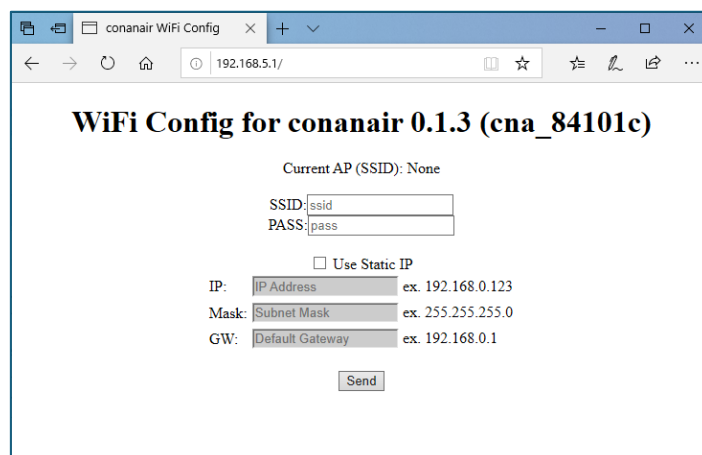 conanair WiFi Config
192.168.5.1/
WiFi Config for conanair 0.1.3 (cna_84101c)
Current AP (SSID): None
SSID: ssid
PASS: pass
Use Static IP
IP: IP Address ex. 192.168.0.123
Mask: Subnet Mask ex. 255.255.255.0
GW: Default Gateway ex. 192.168.0.1
Send